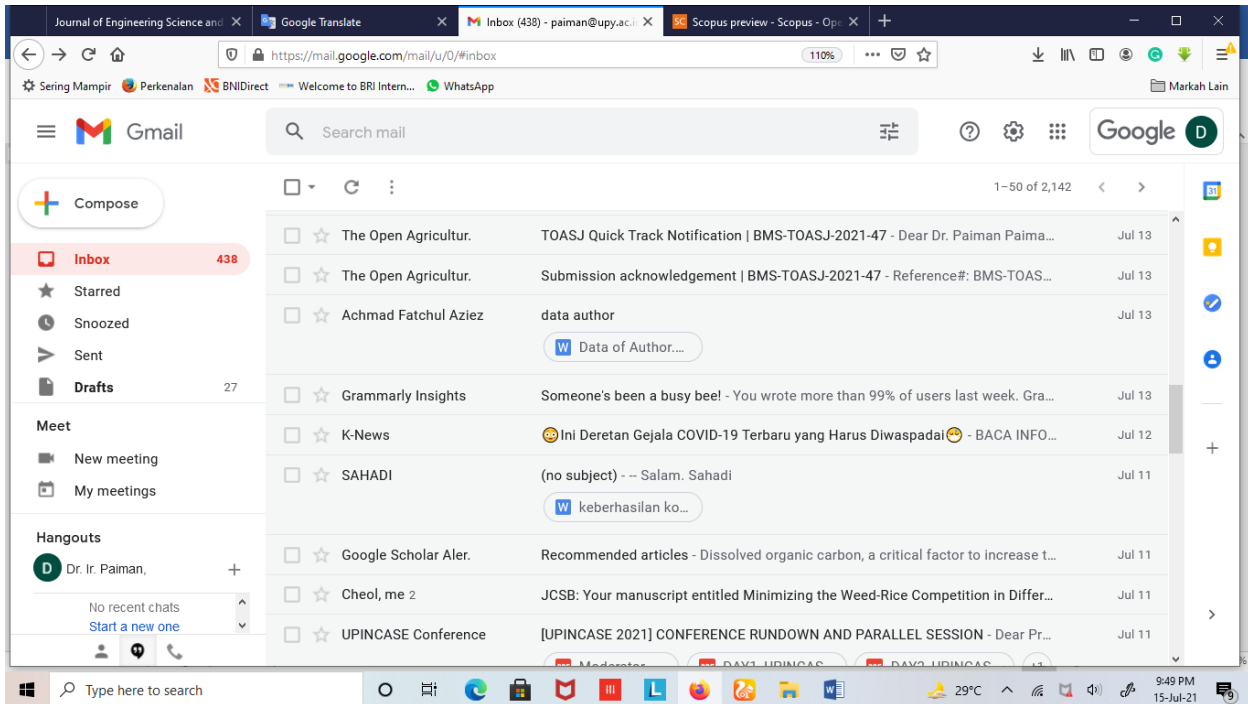 Journal of Engineering Science and
Google Translate
Inbox (438) - paiman@upy.ac.i
SC Scopus preview - Scopus - Ope
https://mail.google.com/mail/u/0/#inbox
110%
Sering Mampir Perkenalan BNIDirect Welcome to BRI Intern... WhatsApp Markah Lain
Gmail
Search mail
Google D
Compose
1–50 of 2,142
31
Inbox 438
Starred
Snoozed
Sent
Drafts 27
Meet
New meeting
My meetings
Hangouts
D Dr. Ir. Paiman,
No recent chats
Start a new one
The Open Agricultur. TOASJ Quick Track Notification | BMS-TOASJ-2021-47 - Dear Dr. Paiman Paima... Jul 13
The Open Agricultur. Submission acknowledgement | BMS-TOASJ-2021-47 - Reference#: BMS-TOAS... Jul 13
Achmad Fatchul Aziez data author Jul 13
W Data of Author....
Grammarly Insights Someone's been a busy bee! - You wrote more than 99% of users last week. Gra... Jul 13
K-News 😳Ini Deretan Gejala COVID-19 Terbaru yang Harus Diwaspadai😷 - BACA INFO... Jul 12
SAHADI (no subject) - -- Salam. Sahadi Jul 11
W keberhasilan ko...
Google Scholar Aler. Recommended articles - Dissolved organic carbon, a critical factor to increase t... Jul 11
Cheol, me 2 JCSB: Your manuscript entitled Minimizing the Weed-Rice Competition in Differ... Jul 11
UPINCASE Conference [UPINCASE 2021] CONFERENCE RUNDOWN AND PARALLEL SESSION - Dear Pr... Jul 11
Moderator DAY1 UPINCAS DAY2 UPINCAS +1
Type here to search
L
29°C
9:49 PM
15-Jul-21
9